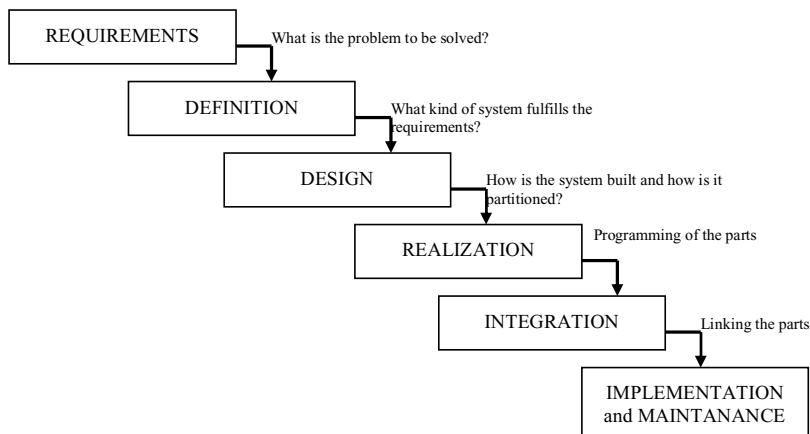 REQUIREMENTS
What is the problem to be solved?
DEFINITION
What kind of system fulfills the
requirements?
DESIGN
How is the system built and how is it
partitioned?
REALIZATION
Programming of the parts
INTEGRATION
Linking the parts
IMPLEMENTATION
and MAINTANANCE